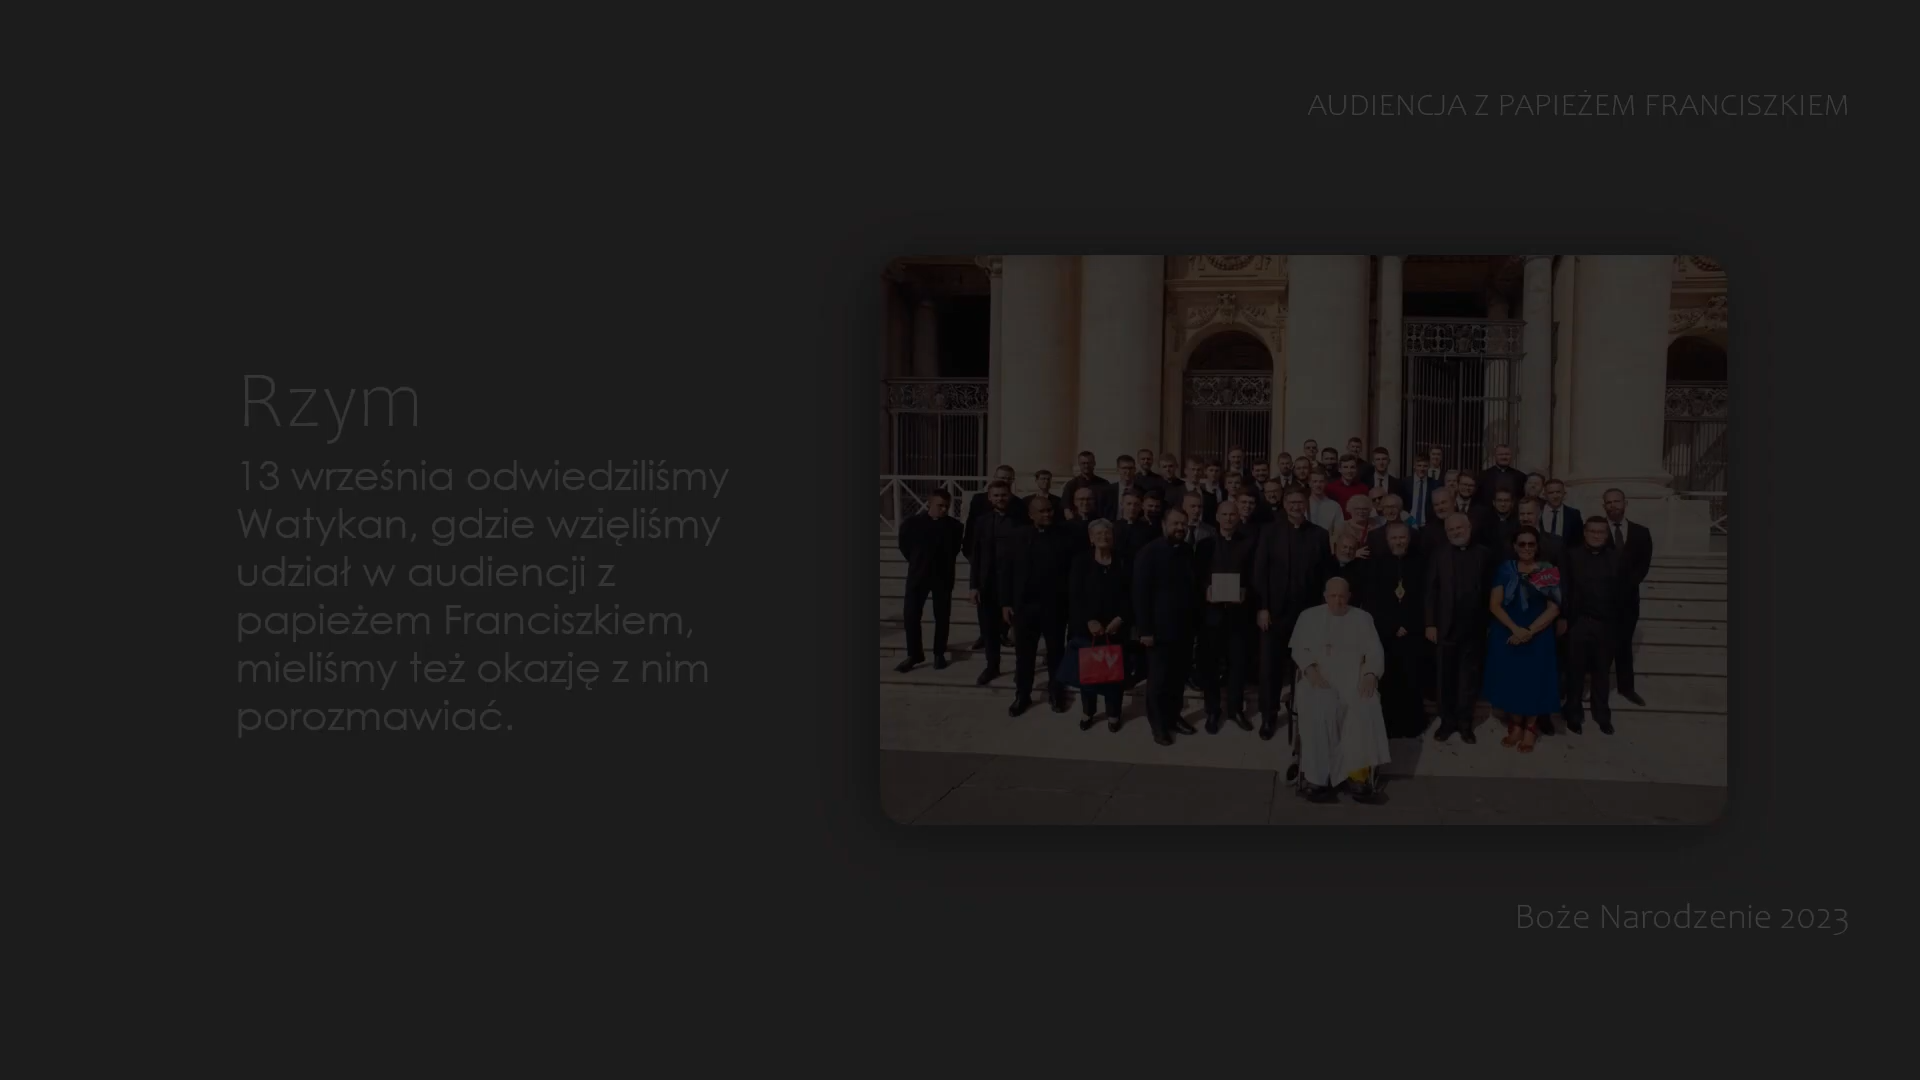 AUDIENCJA Z PAPIEŻEM FRANCISZKIEM
Rzym
13 września odwiedziliśmy
Watykan, gdzie wzięliśmy
udział w audiencji z
papieżem Franciszkiem,
mieliśmy też okazję z nim
porozmawiać.
Boże Narodzenie 2023